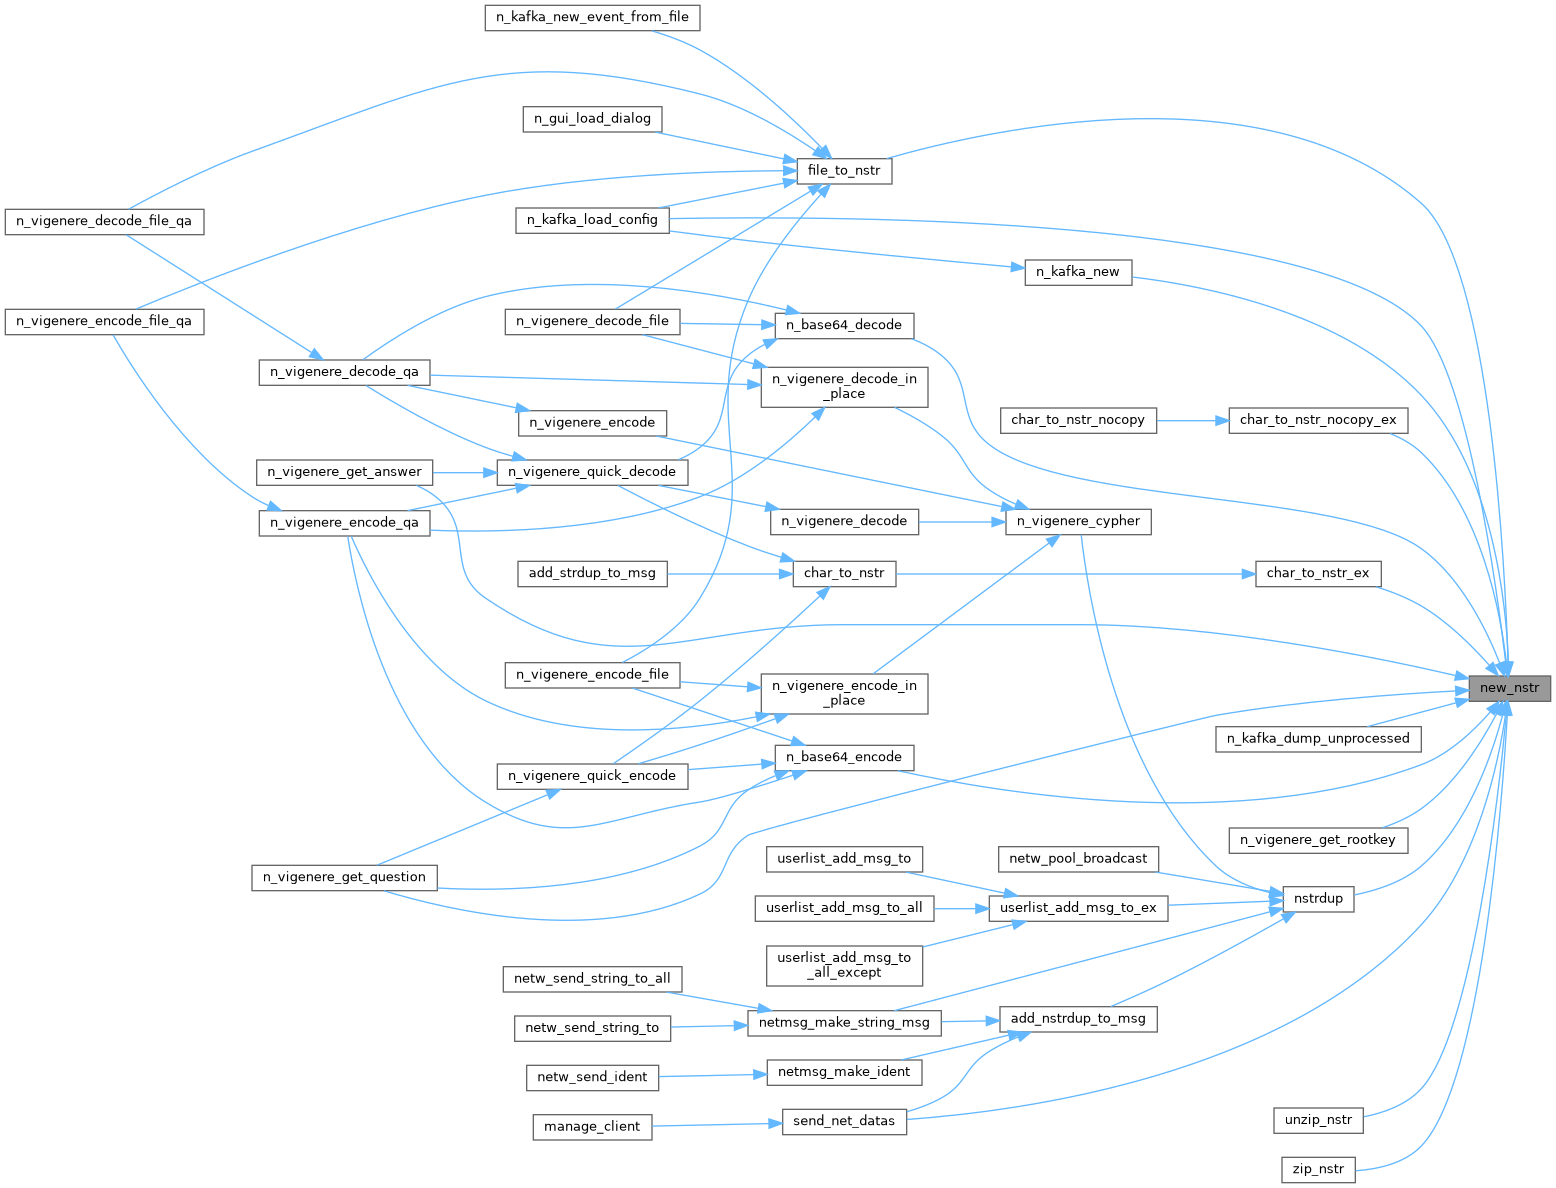 n_kafka_new_event_from_file
n_gui_load_dialog
file_to_nstr
n_vigenere_decode_file_qa
n_kafka_load_config
n_kafka_new
n_vigenere_encode_file_qa
n_vigenere_decode_file
n_base64_decode
n_vigenere_decode_qa
n_vigenere_decode_in
_place
n_vigenere_encode
char_to_nstr_nocopy
char_to_nstr_nocopy_ex
n_vigenere_get_answer
n_vigenere_quick_decode
n_vigenere_encode_qa
n_vigenere_decode
n_vigenere_cypher
add_strdup_to_msg
char_to_nstr
char_to_nstr_ex
n_vigenere_encode_file
n_vigenere_encode_in
_place
new_nstr
n_kafka_dump_unprocessed
n_base64_encode
n_vigenere_quick_encode
n_vigenere_get_rootkey
userlist_add_msg_to
netw_pool_broadcast
n_vigenere_get_question
nstrdup
userlist_add_msg_to_all
userlist_add_msg_to_ex
userlist_add_msg_to
_all_except
netw_send_string_to_all
netw_send_string_to
netmsg_make_string_msg
add_nstrdup_to_msg
netw_send_ident
netmsg_make_ident
manage_client
send_net_datas
unzip_nstr
zip_nstr